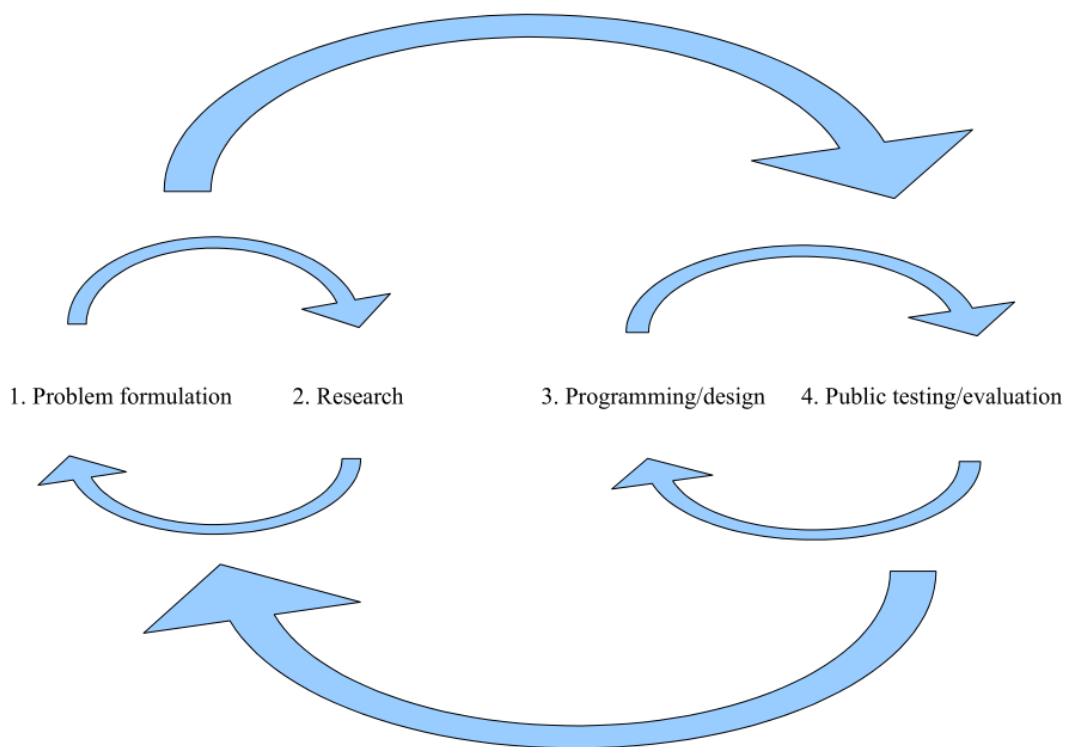 1. Problem formulation 2. Research 3. Programming/design 4. Public testing/evaluation